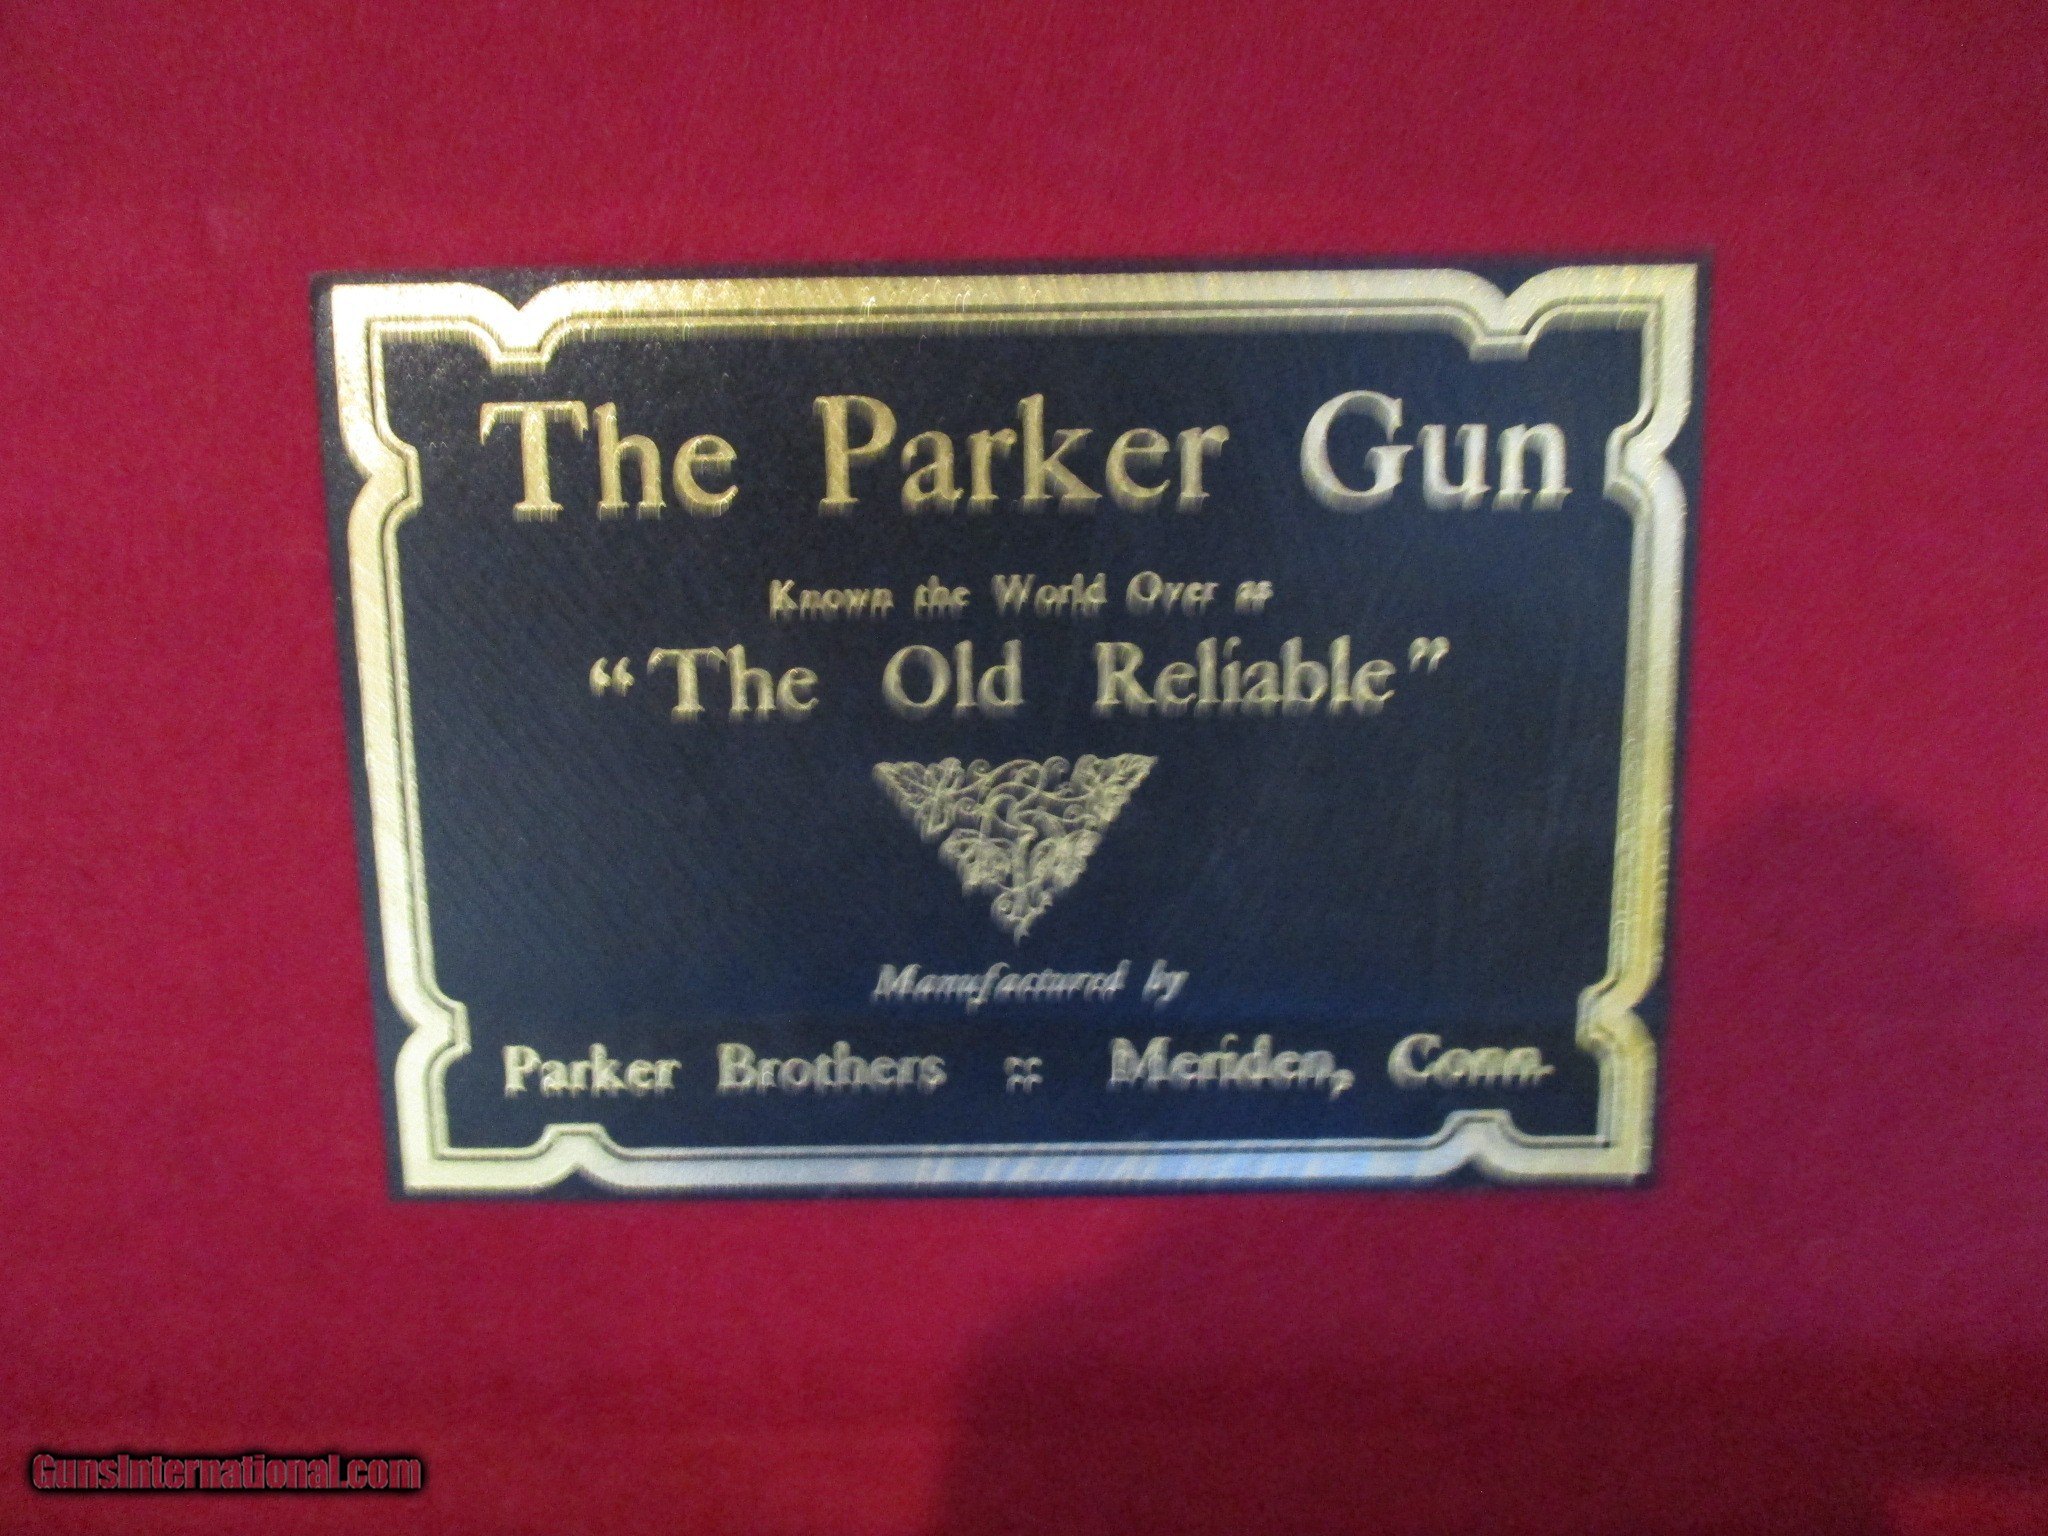 The Parker Gun
Known the World Over as
“The Old Reliable”
Manufactured by
Parker Brothers :: Meriden, Conn.
GunsInternational.com